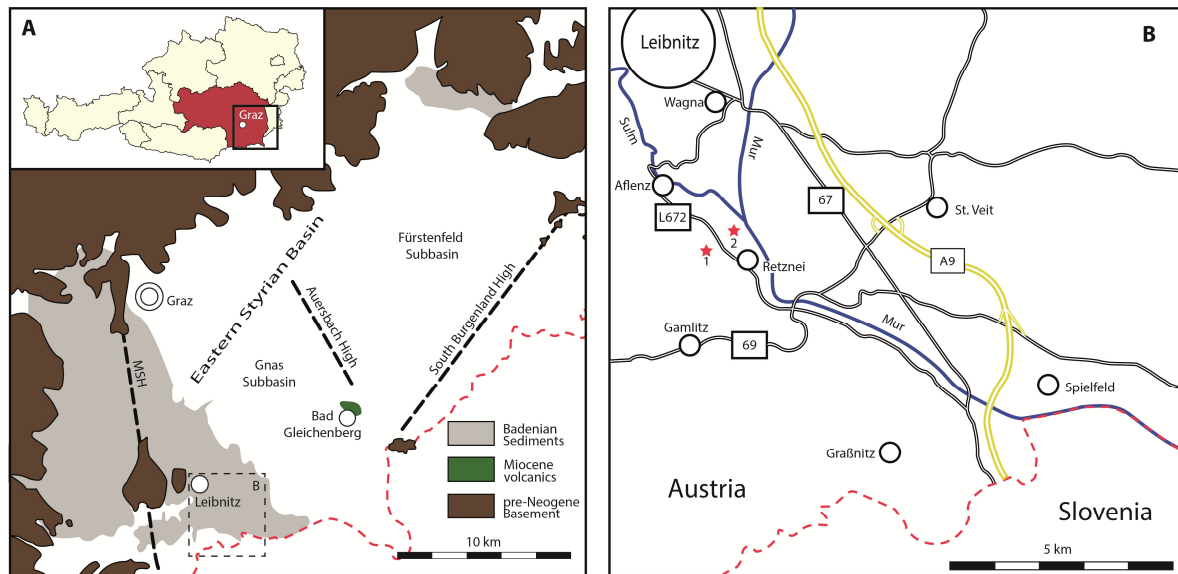 A
Graz
Eastern Styrian Basin
Fürstenfeld
Subbasin
Graz
Auersbach High
South Burgenland High
MSH
Gnas
Subbasin
Bad
Gleichenberg
Badenian
Sediments
Miocene
volcanics
pre-Neogene
Basement
B
Leibnitz
10 km
B
Leibnitz
Wagna
Sulm
Mur
Aflenz
67
L672
St. Veit
2
1
Retznei
A9
Gamlitz
69
Mur
Spielfeld
Graßnitz
Austria
Slovenia
5 km